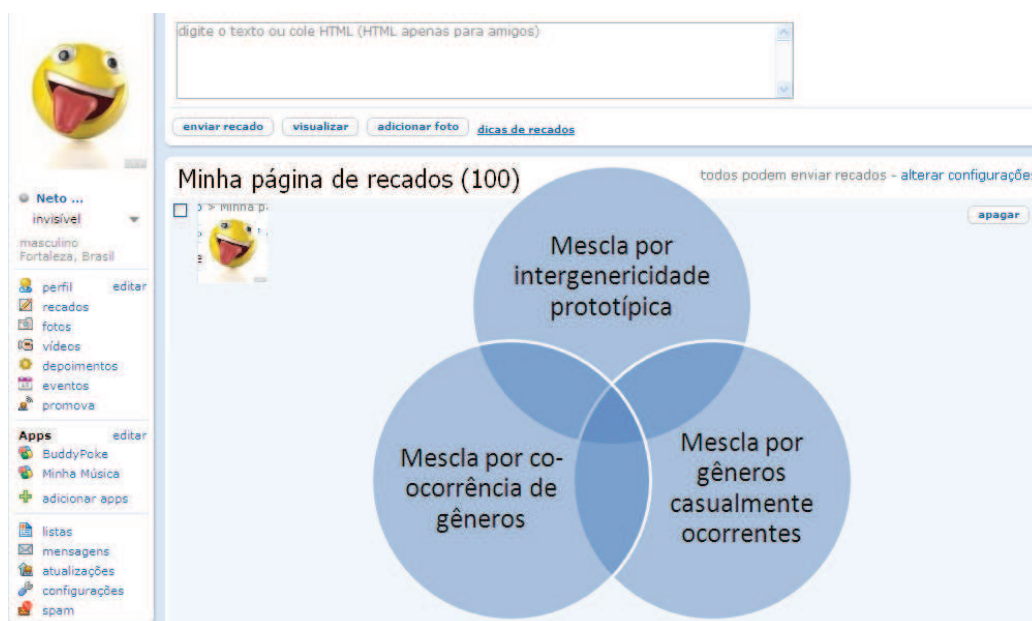 digite o texto ou cole HTML (HTML apenas para amigos)
enviar recado
visualizar
adicionar foto
dicas de recados
Minha página de recados (100)
todos podem enviar recados - alterar configurações
apagar
> Minha pá
Neto ...
invisível
masculino
Fortaleza, Brasil
perfil editar
recados
fotos
vídeos
depoimentos
eventos
promova
Apps editar
BuddyPoke
Minha Música
adicionar apps
listas
mensagens
atualizações
configurações
spam
Mescla por
intergenericidade
prototípica
Mescla por co-
ocorrência de
gêneros
Mescla por
gêneros
casualmente
ocorrentes